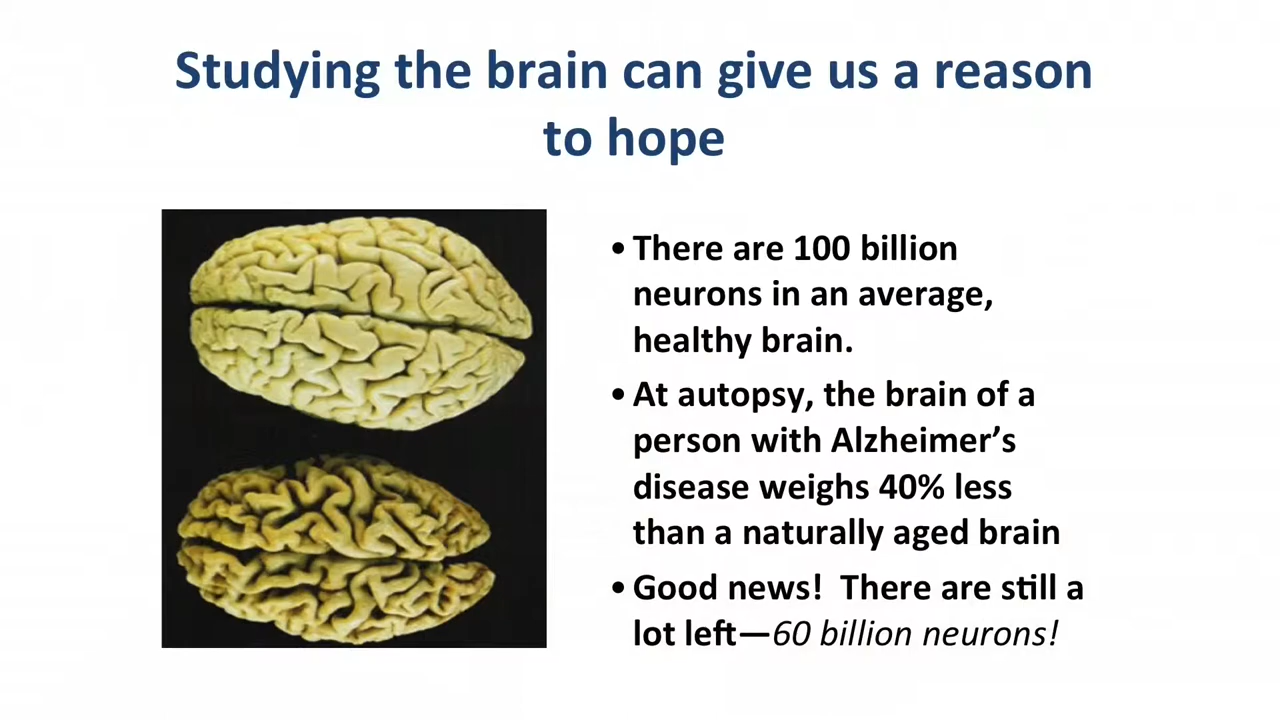 Studying the brain can give us a reason
to hope
• There are 100 billion
neurons in an average,
healthy brain.
• At autopsy, the brain of a
person with Alzheimer’s
disease weighs 40% less
than a naturally aged brain
• Good news!  There are still a
lot left—60 billion neurons!